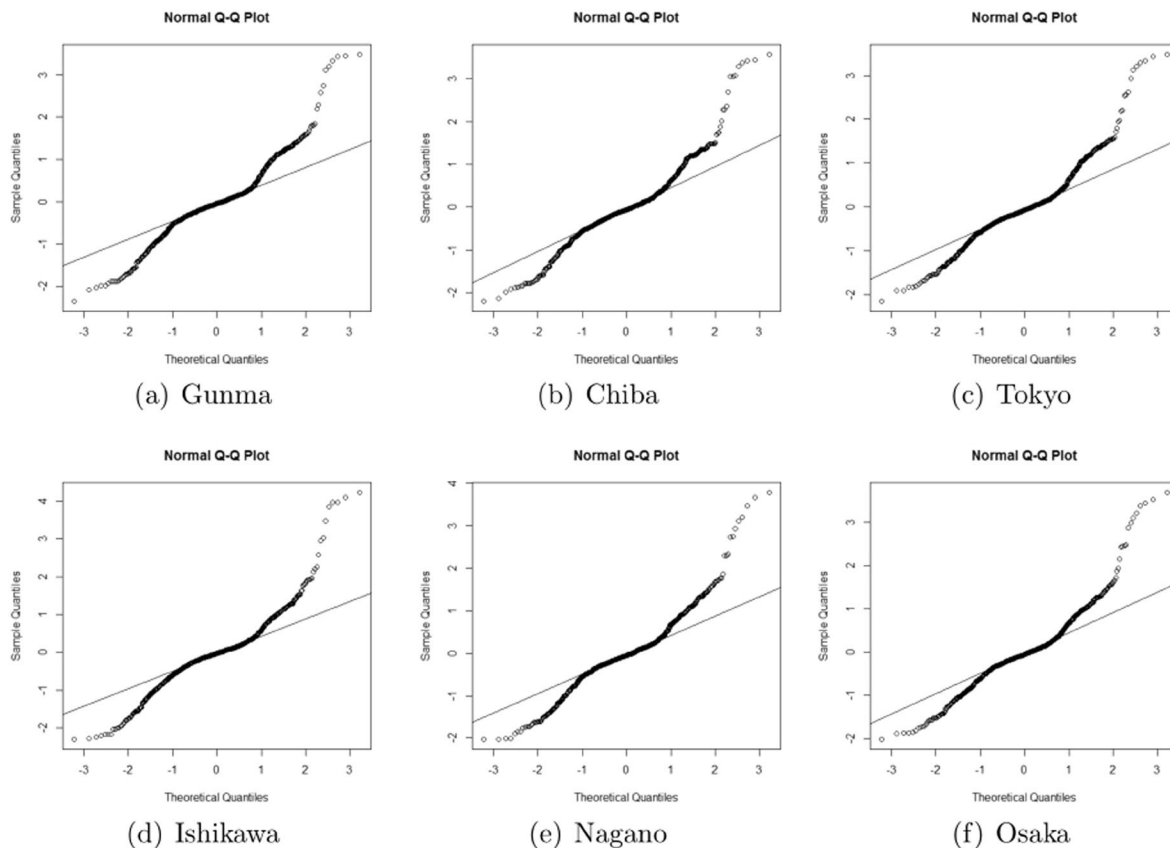 Normal Q-Q Plot
Sample Quantiles
3
2
1
0
-1
-2
-3 -2 -1 0 1 2 3
Theoretical Quantiles
(a) Gunma
Normal Q-Q Plot
Sample Quantiles
3
2
1
0
-1
-2
-3 -2 -1 0 1 2 3
Theoretical Quantiles
(b) Chiba
Normal Q-Q Plot
Sample Quantiles
3
2
1
0
-1
-2
-3 -2 -1 0 1 2 3
Theoretical Quantiles
(c) Tokyo
Normal Q-Q Plot
Sample Quantiles
4
3
2
1
0
-1
-2
-3 -2 -1 0 1 2 3
Theoretical Quantiles
(d) Ishikawa
Normal Q-Q Plot
Sample Quantiles
4
3
2
1
0
-1
-2
-3 -2 -1 0 1 2 3
Theoretical Quantiles
(e) Nagano
Normal Q-Q Plot
Sample Quantiles
3
2
1
0
-1
-2
-3 -2 -1 0 1 2 3
Theoretical Quantiles
(f) Osaka